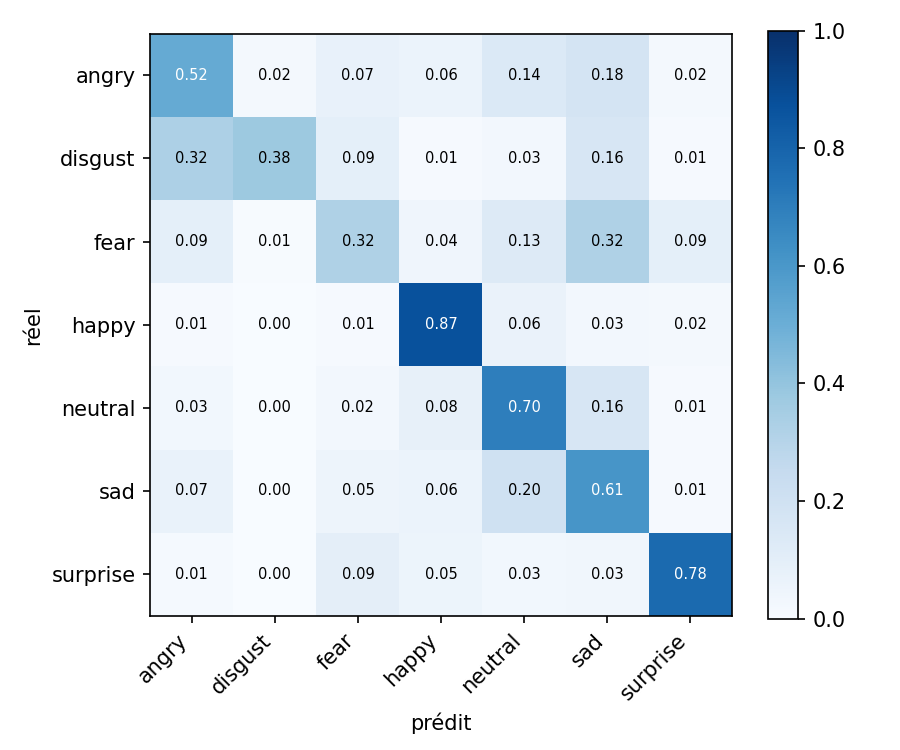 angry 0.52 0.02 0.07 0.06 0.14 0.18 0.02
disgust 0.32 0.38 0.09 0.01 0.03 0.16 0.01
fear 0.09 0.01 0.32 0.04 0.13 0.32 0.09
happy 0.01 0.00 0.01 0.87 0.06 0.03 0.02
neutral 0.03 0.00 0.02 0.08 0.70 0.16 0.01
sad 0.07 0.00 0.05 0.06 0.20 0.61 0.01
surprise 0.01 0.00 0.09 0.05 0.03 0.03 0.78
réel
angry disgust fear happy neutral sad surprise
prédit
1.0
0.8
0.6
0.4
0.2
0.0